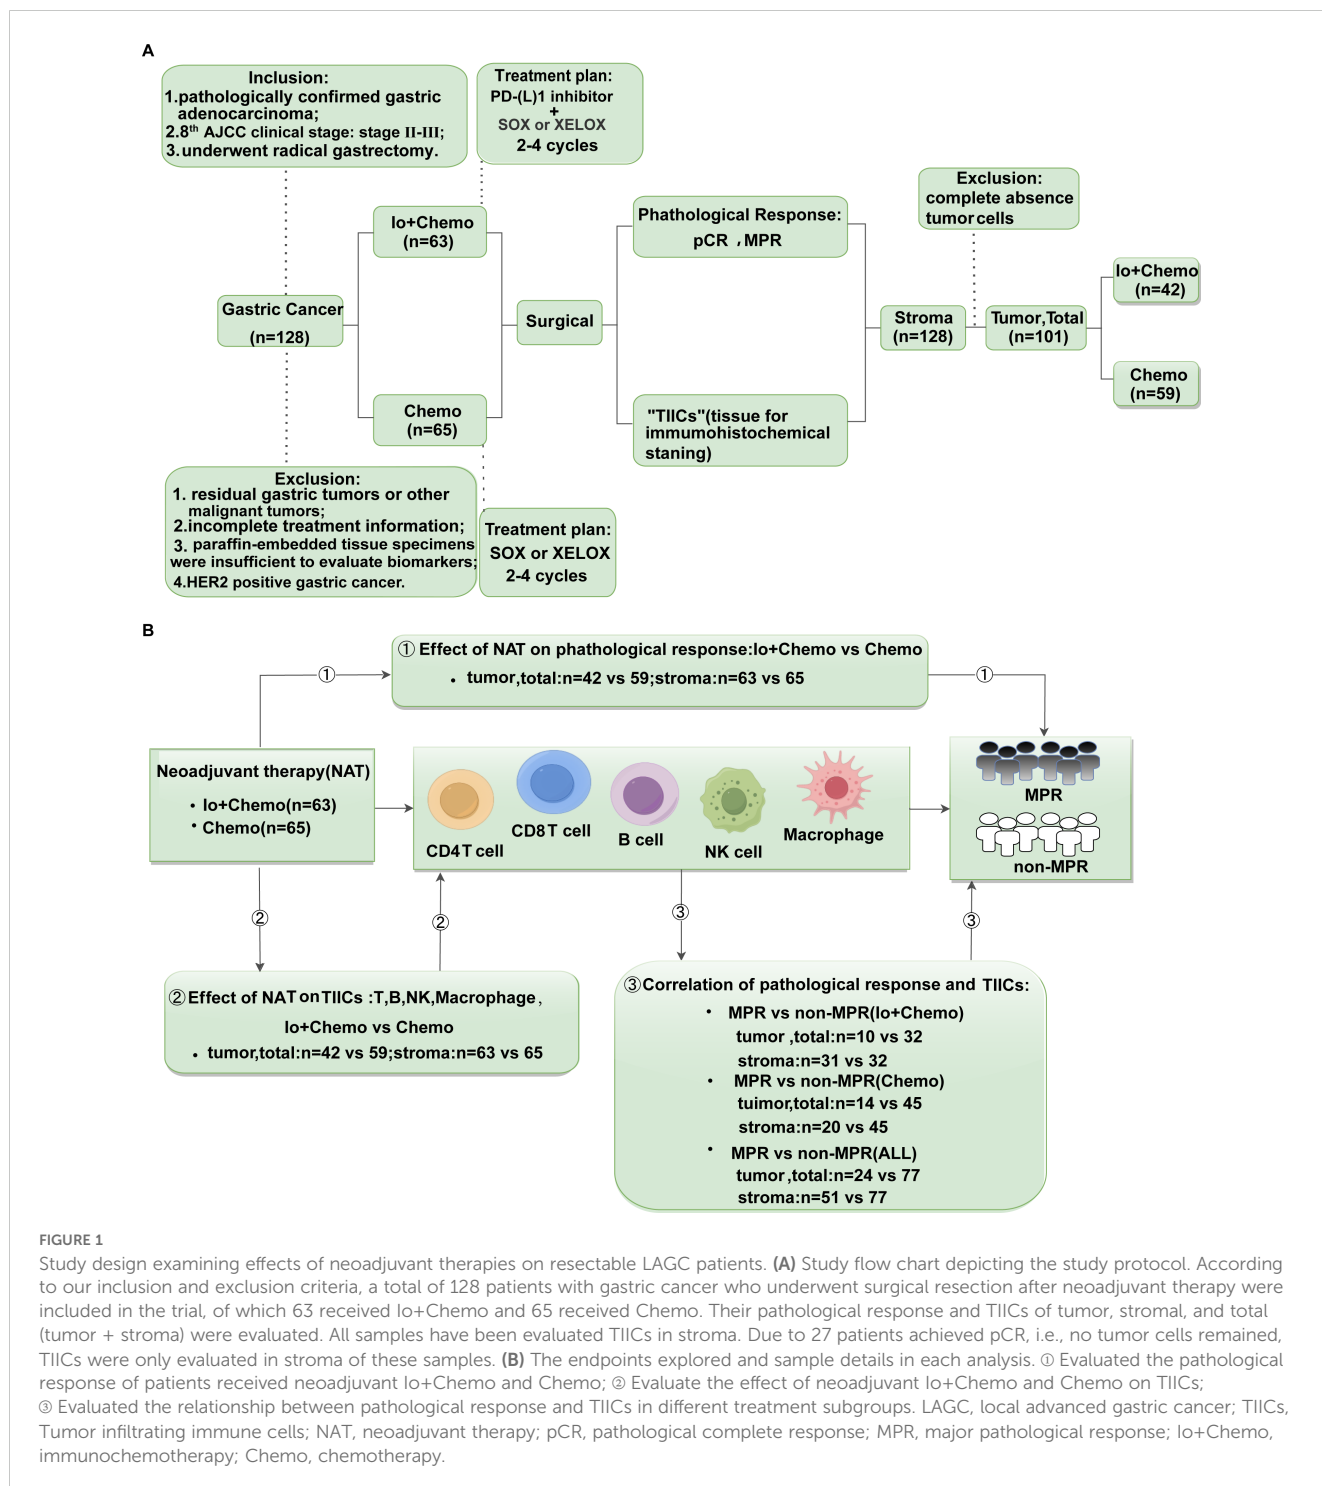 A
Inclusion:
1.pathologically confirmed gastric
adenocarcinoma;
2.8th AJCC clinical stage: stage II-III;
3.underwent radical gastrectomy.
Treatment plan:
PD-(L)1 inhibitor
+
SOX or XELOX
2-4 cycles
Io+Chemo
(n=63)
Gastric Cancer
(n=128)
Chemo
(n=65)
Surgical
Phathological Response:
pCR ，MPR
"TIICs"(tissue for
immumohistochemical
staning)
Exclusion:
complete absence
tumor cells
Stroma
(n=128)
Tumor,Total
(n=101)
Io+Chemo
(n=42)
Chemo
(n=59)
Exclusion:
1. residual gastric tumors or other
malignant tumors;
2.incomplete treatment information;
3. paraffin-embedded tissue specimens
were insufficient to evaluate biomarkers;
4.HER2 positive gastric cancer.
Treatment plan:
SOX or XELOX
2-4 cycles
B
① Effect of NAT on phathological response:Io+Chemo vs Chemo
• tumor,total:n=42 vs 59;stroma:n=63 vs 65
①
①
Neoadjuvant therapy(NAT)
• Io+Chemo(n=63)
• Chemo(n=65)
CD4T cell
CD8T cell
B cell
NK cell
Macrophage
MPR
non-MPR
②
②
③
③
② Effect of NAT on TIICs :T,B,NK,Macrophage,
Io+Chemo vs Chemo
• tumor,total:n=42 vs 59;stroma:n=63 vs 65
③Correlation of pathological response and TIICs:
• MPR vs non-MPR(Io+Chemo)
tumor ,total:n=10 vs 32
stroma:n=31 vs 32
• MPR vs non-MPR(Chemo)
tuimor,total:n=14 vs 45
stroma:n=20 vs 45
• MPR vs non-MPR(ALL)
tumor ,total:n=24 vs 77
stroma:n=51 vs 77
FIGURE 1
Study design examining effects of neoadjuvant therapies on resectable LAGC patients. (A) Study flow chart depicting the study protocol. According
to our inclusion and exclusion criteria, a total of 128 patients with gastric cancer who underwent surgical resection after neoadjuvant therapy were
included in the trial, of which 63 received Io+Chemo and 65 received Chemo. Their pathological response and TIICs of tumor, stromal, and total
(tumor + stroma) were evaluated. All samples have been evaluated TIICs in stroma. Due to 27 patients achieved pCR, i.e., no tumor cells remained,
TIICs were only evaluated in stroma of these samples. (B) The endpoints explored and sample details in each analysis. ① Evaluated the pathological
response of patients received neoadjuvant Io+Chemo and Chemo; ② Evaluate the effect of neoadjuvant Io+Chemo and Chemo on TIICs;
③ Evaluated the relationship between pathological response and TIICs in different treatment subgroups. LAGC, local advanced gastric cancer; TIICs,
Tumor infiltrating immune cells; NAT, neoadjuvant therapy; pCR, pathological complete response; MPR, major pathological response; Io+Chemo,
immunochemotherapy; Chemo, chemotherapy.